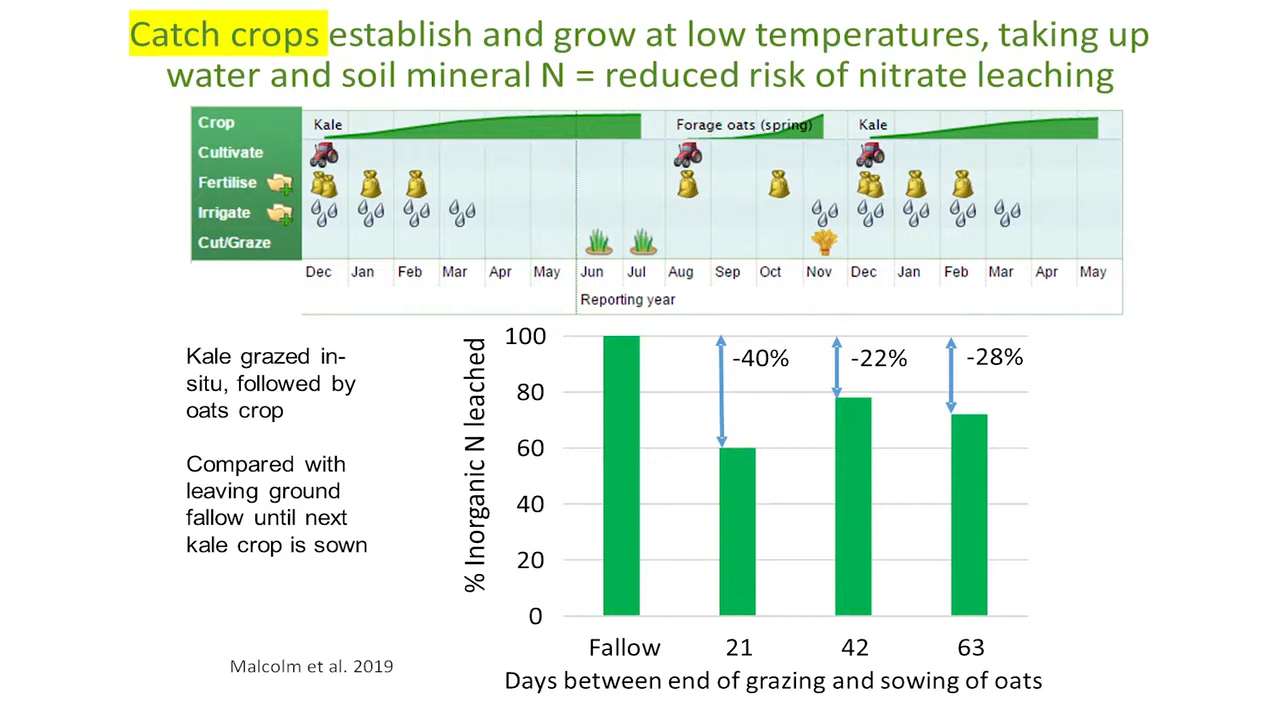 Catch crops establish and grow at low temperatures, taking up
water and soil mineral N = reduced risk of nitrate leaching
Crop
Kale
Forage oats (spring)
Kale
Cultivate
Fertilise
Irrigate
Cut/Graze
Dec Jan Feb Mar Apr May Jun Jul Aug Sep Oct Nov Dec Jan Feb Mar Apr May
Reporting year
Kale grazed in-
situ, followed by
oats crop
Compared with
leaving ground
fallow until next
kale crop is sown
Malcolm et al. 2019
% Inorganic N leached
100
80
60
40
20
0
-40%
-22%
-28%
Fallow 21 42 63
Days between end of grazing and sowing of oats